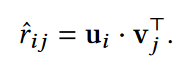 r̂ᵢⱼ = 𝐮ᵢ · 𝐯ⱼ⊤.